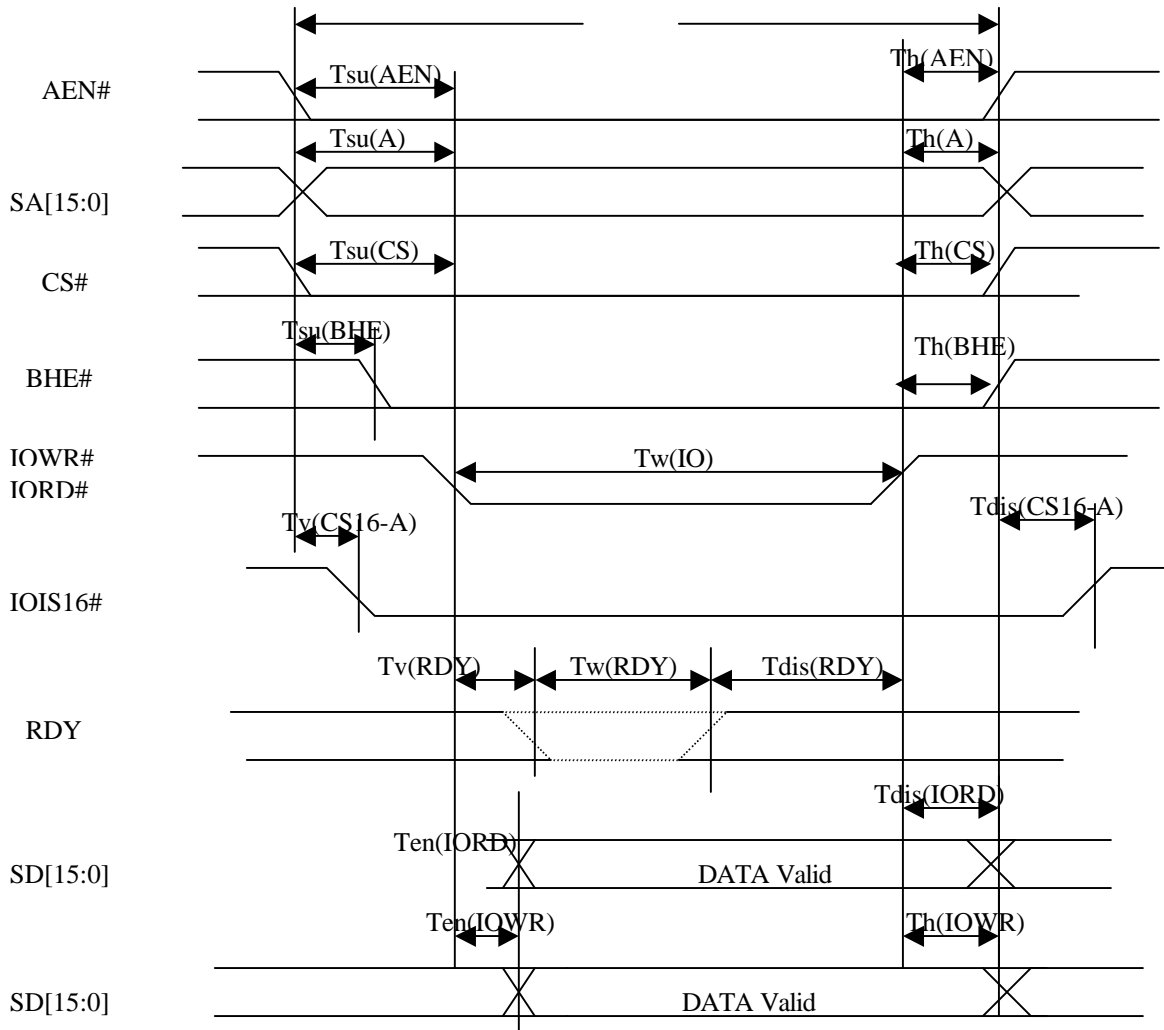 Tsu(AEN) Th(AEN)
AEN#
Tsu(A) Th(A)
SA[15:0]
Tsu(CS) Th(CS)
CS#
Tsu(BHE) Th(BHE)
BHE#
IOWR# Tw(IO)
IORD#
Tv(CS16-A) Tdis(CS16-A)
IOIS16#
Tv(RDY) Tw(RDY) Tdis(RDY)
RDY
Tdis(IORD)
Ten(IORD)
SD[15:0] DATA Valid
Ten(IOWR) Th(IOWR)
SD[15:0] DATA Valid